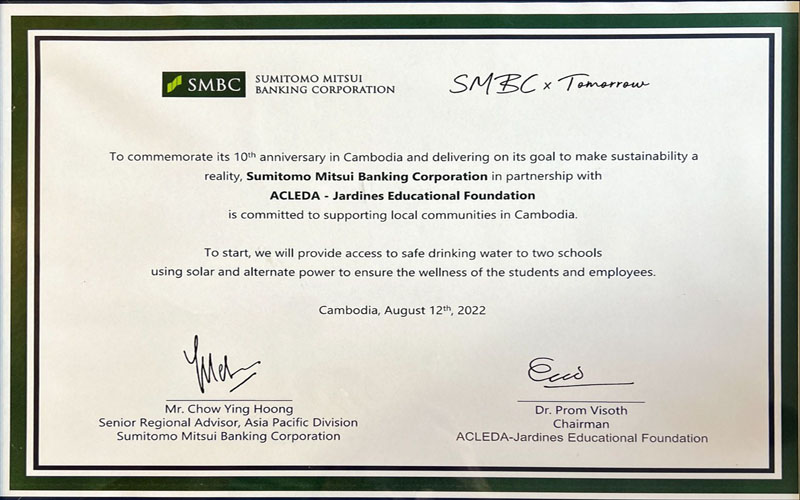 SMBC SUMITOMO MITSUI BANKING CORPORATION
SMBC x Tomorrow
To commemorate its 10th anniversary in Cambodia and delivering on its goal to make sustainability a
reality, Sumitomo Mitsui Banking Corporation in partnership with
ACLEDA - Jardines Educational Foundation
is committed to supporting local communities in Cambodia.
To start, we will provide access to safe drinking water to two schools
using solar and alternate power to ensure the wellness of the students and employees.
Cambodia, August 12th, 2022
Mr. Chow Ying Hoong
Senior Regional Advisor, Asia Pacific Division
Sumitomo Mitsui Banking Corporation
Dr. Prom Visoth
Chairman
ACLEDA-Jardines Educational Foundation